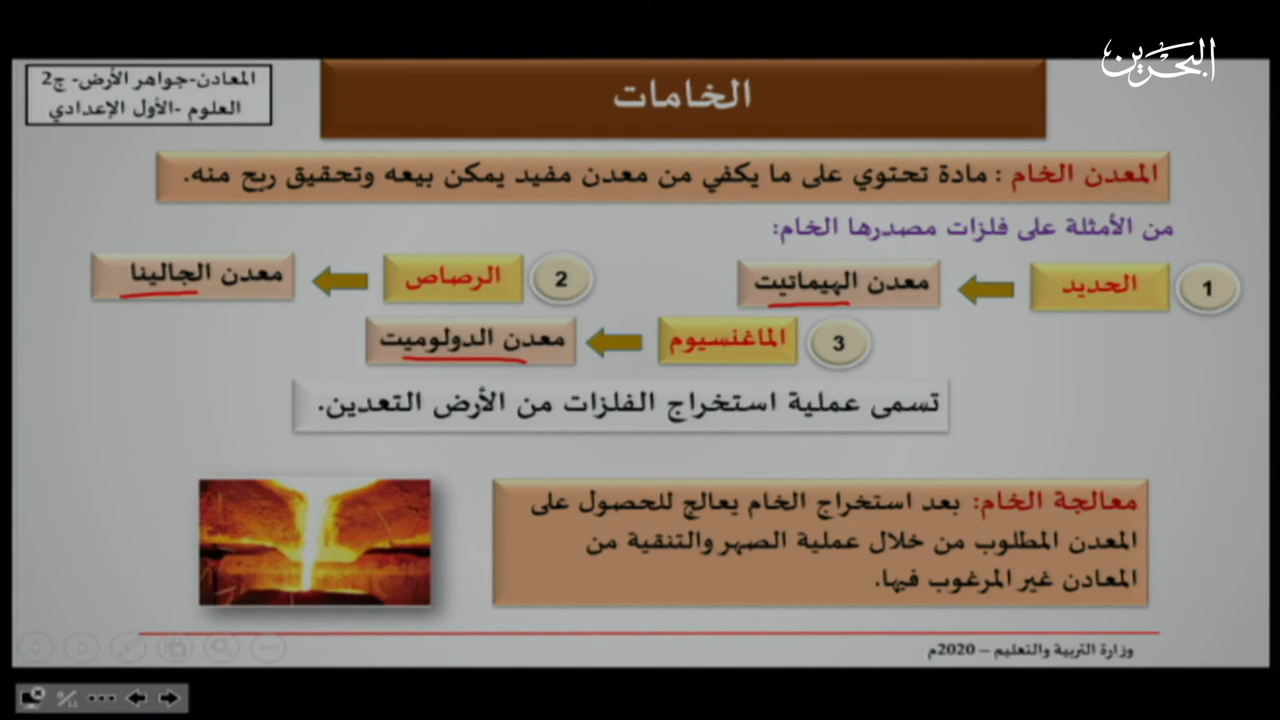 البحرين
المعادن-جواهر الأرض- ج2
العلوم -الأول الإعدادي
الخامات
المعدن الخام : مادة تحتوي على ما يكفي من معدن مفيد يمكن بيعه وتحقيق ربح منه.
من الأمثلة على فلزات مصدرها الخام:
1 الحديد معدن الهيماتيت
2 الرصاص معدن الجالينا
3 الماغنسيوم معدن الدولوميت
تسمى عملية استخراج الفلزات من الأرض التعدين.
معالجة الخام: بعد استخراج الخام يعالج للحصول على
المعدن المطلوب من خلال عملية الصهر والتنقية من
المعادن غير المرغوب فيها.
وزارة التربية والتعليم – 2020م